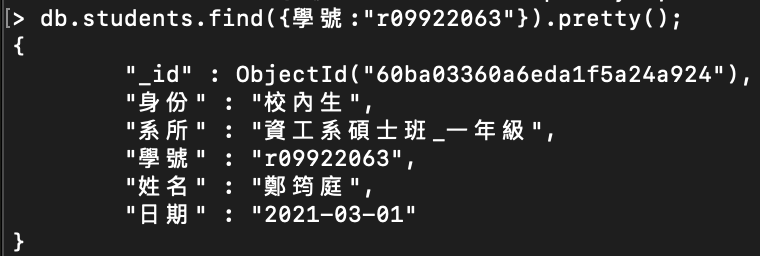 [> db.students.find({學號:"r09922063"}).pretty();
{
"_id" : ObjectId("60ba03360a6eda1f5a24a924"),
"身份" : "校內生",
"系所" : "資工系碩士班_一年級",
"學號" : "r09922063",
"姓名" : "鄭筠庭",
"日期" : "2021-03-01"
}